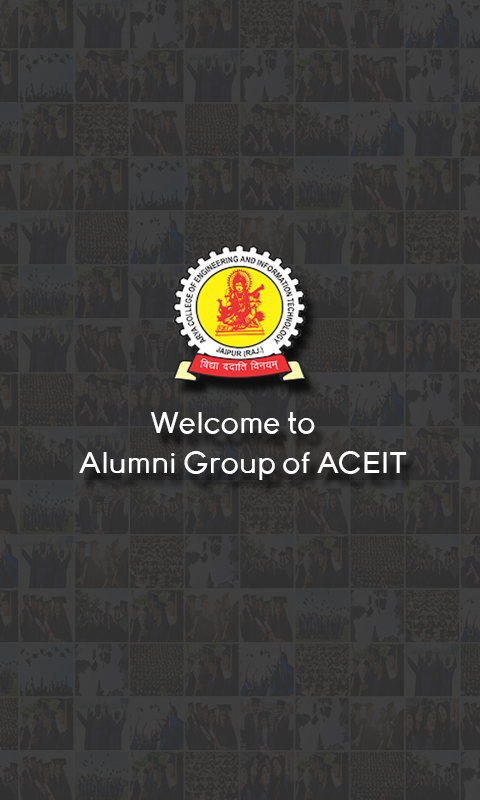 ARYA COLLEGE OF ENGINEERING AND INFORMATION TECHNOLOGY
JAIPUR (RAJ.)
विद्या ददाति विनयम्
Welcome to
Alumni Group of ACEIT